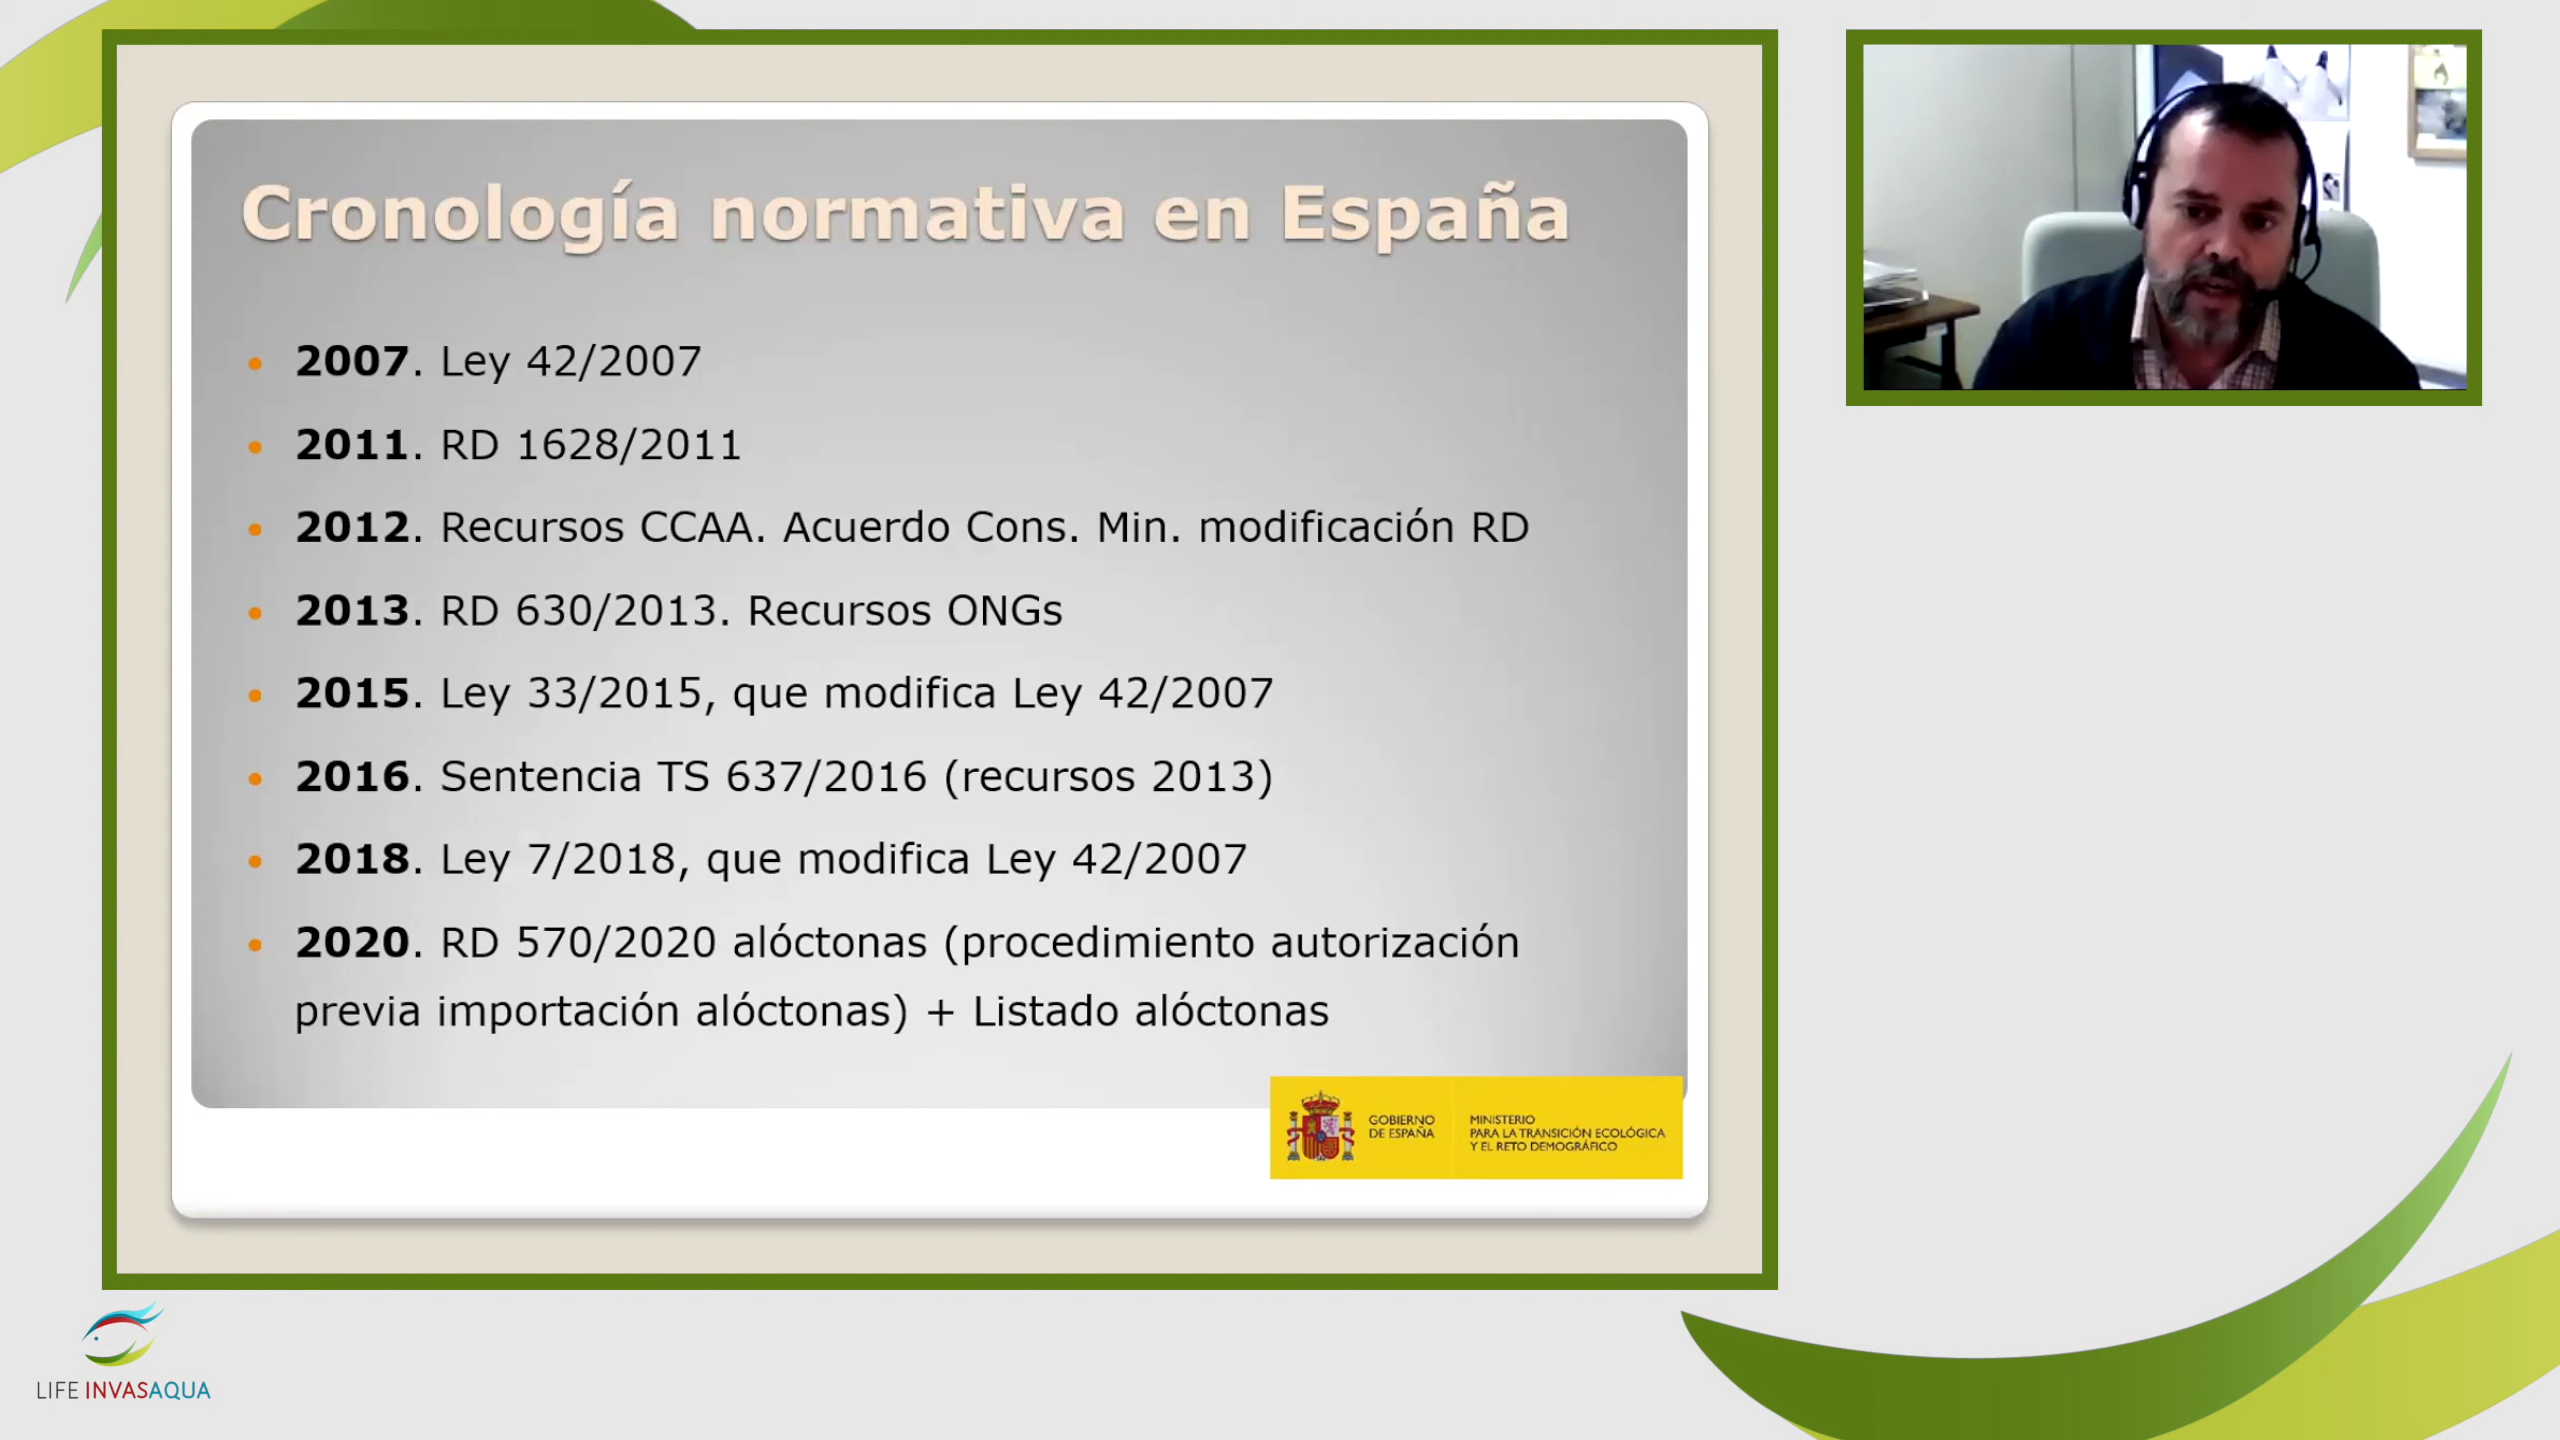 Cronología normativa en España
• 2007. Ley 42/2007
• 2011. RD 1628/2011
• 2012. Recursos CCAA. Acuerdo Cons. Min. modificación RD
• 2013. RD 630/2013. Recursos ONGs
• 2015. Ley 33/2015, que modifica Ley 42/2007
• 2016. Sentencia TS 637/2016 (recursos 2013)
• 2018. Ley 7/2018, que modifica Ley 42/2007
• 2020. RD 570/2020 alóctonas (procedimiento autorización
previa importación alóctonas) + Listado alóctonas
GOBIERNO
DE ESPAÑA
MINISTERIO
PARA LA TRANSICIÓN ECOLÓGICA
Y EL RETO DEMOGRÁFICO
LIFE INVASAQUA